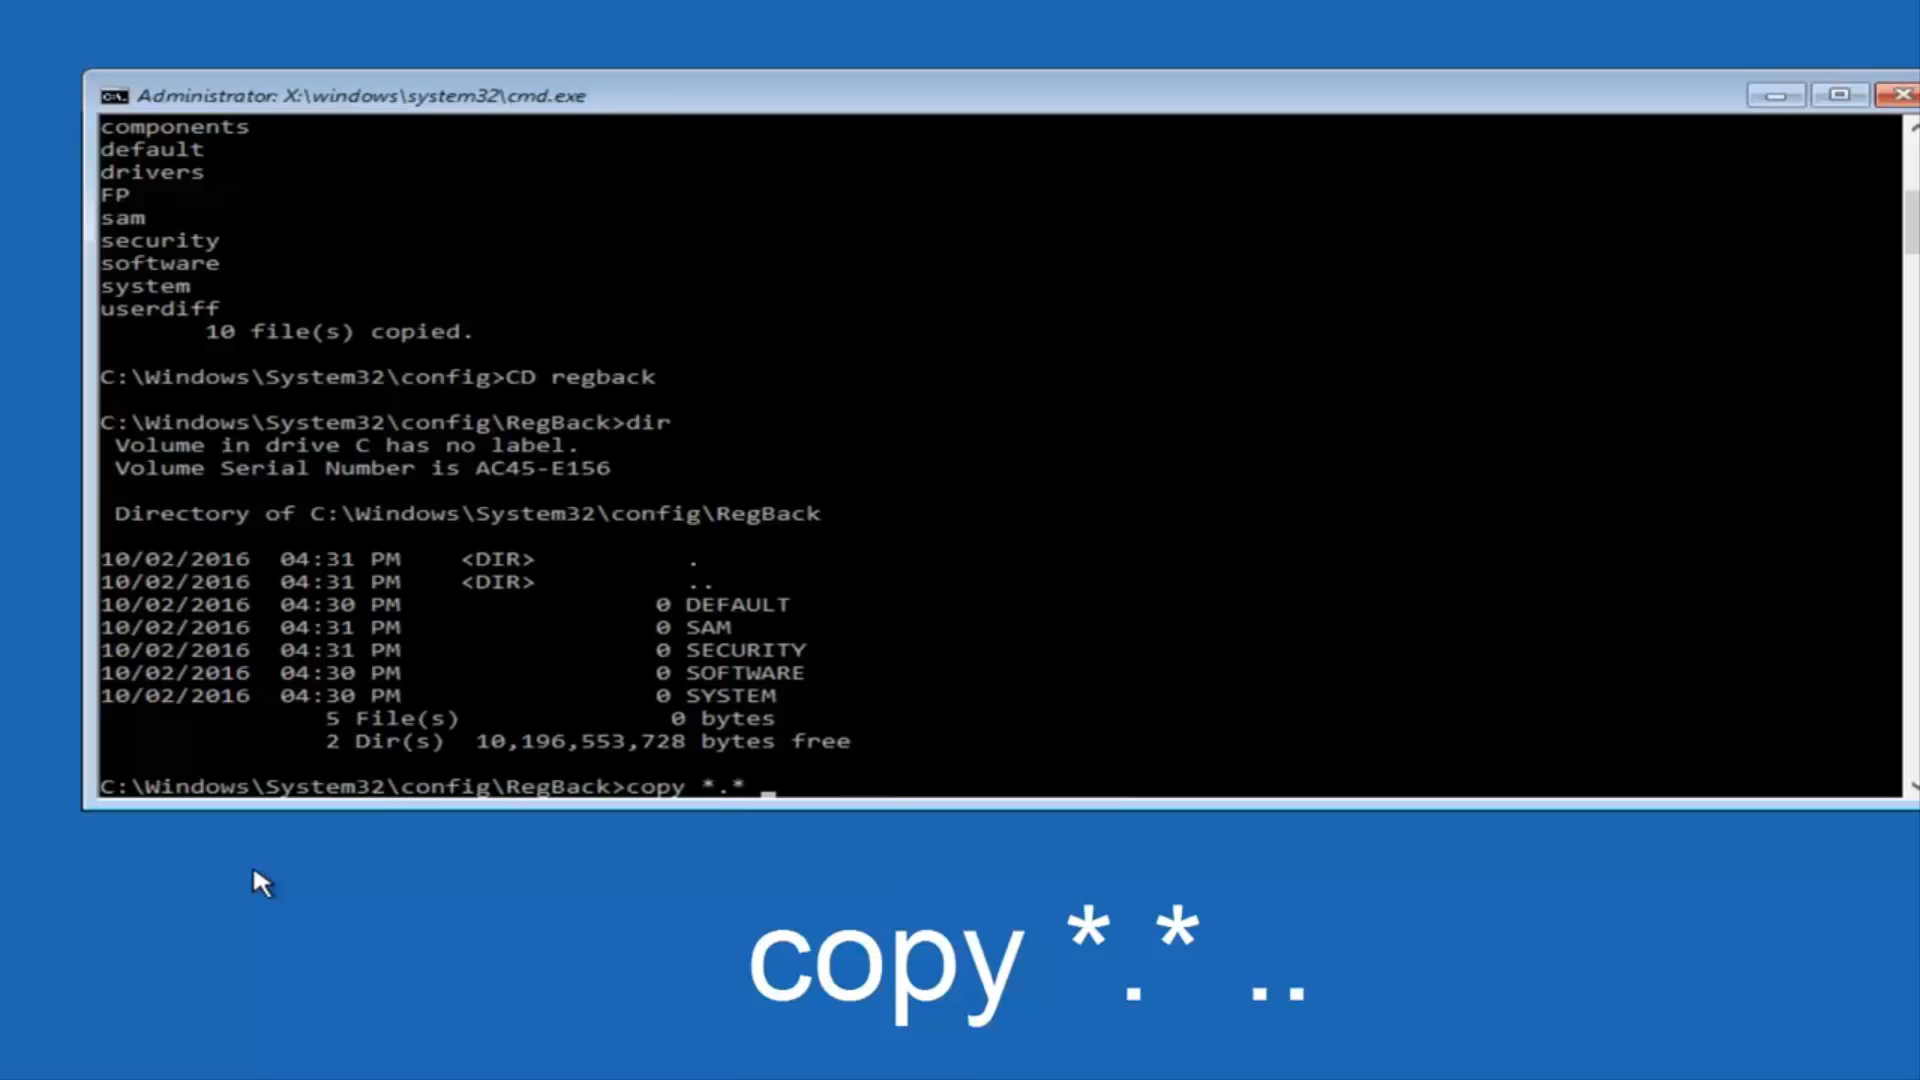 Administrator: X:\windows\system32\cmd.exe
components
default
drivers
FP
sam
security
software
system
userdiff
10 file(s) copied.
C:\Windows\System32\config>CD regback
C:\Windows\System32\config\RegBack>dir
Volume in drive C has no label.
Volume Serial Number is AC45-E156
Directory of C:\Windows\System32\config\RegBack
10/02/2016 04:31 PM <DIR> .
10/02/2016 04:31 PM <DIR> ..
10/02/2016 04:30 PM 0 DEFAULT
10/02/2016 04:31 PM 0 SAM
10/02/2016 04:31 PM 0 SECURITY
10/02/2016 04:30 PM 0 SOFTWARE
10/02/2016 04:30 PM 0 SYSTEM
5 File(s) 0 bytes
2 Dir(s) 10,196,553,728 bytes free
C:\Windows\System32\config\RegBack>copy *.* _
copy *.* ..